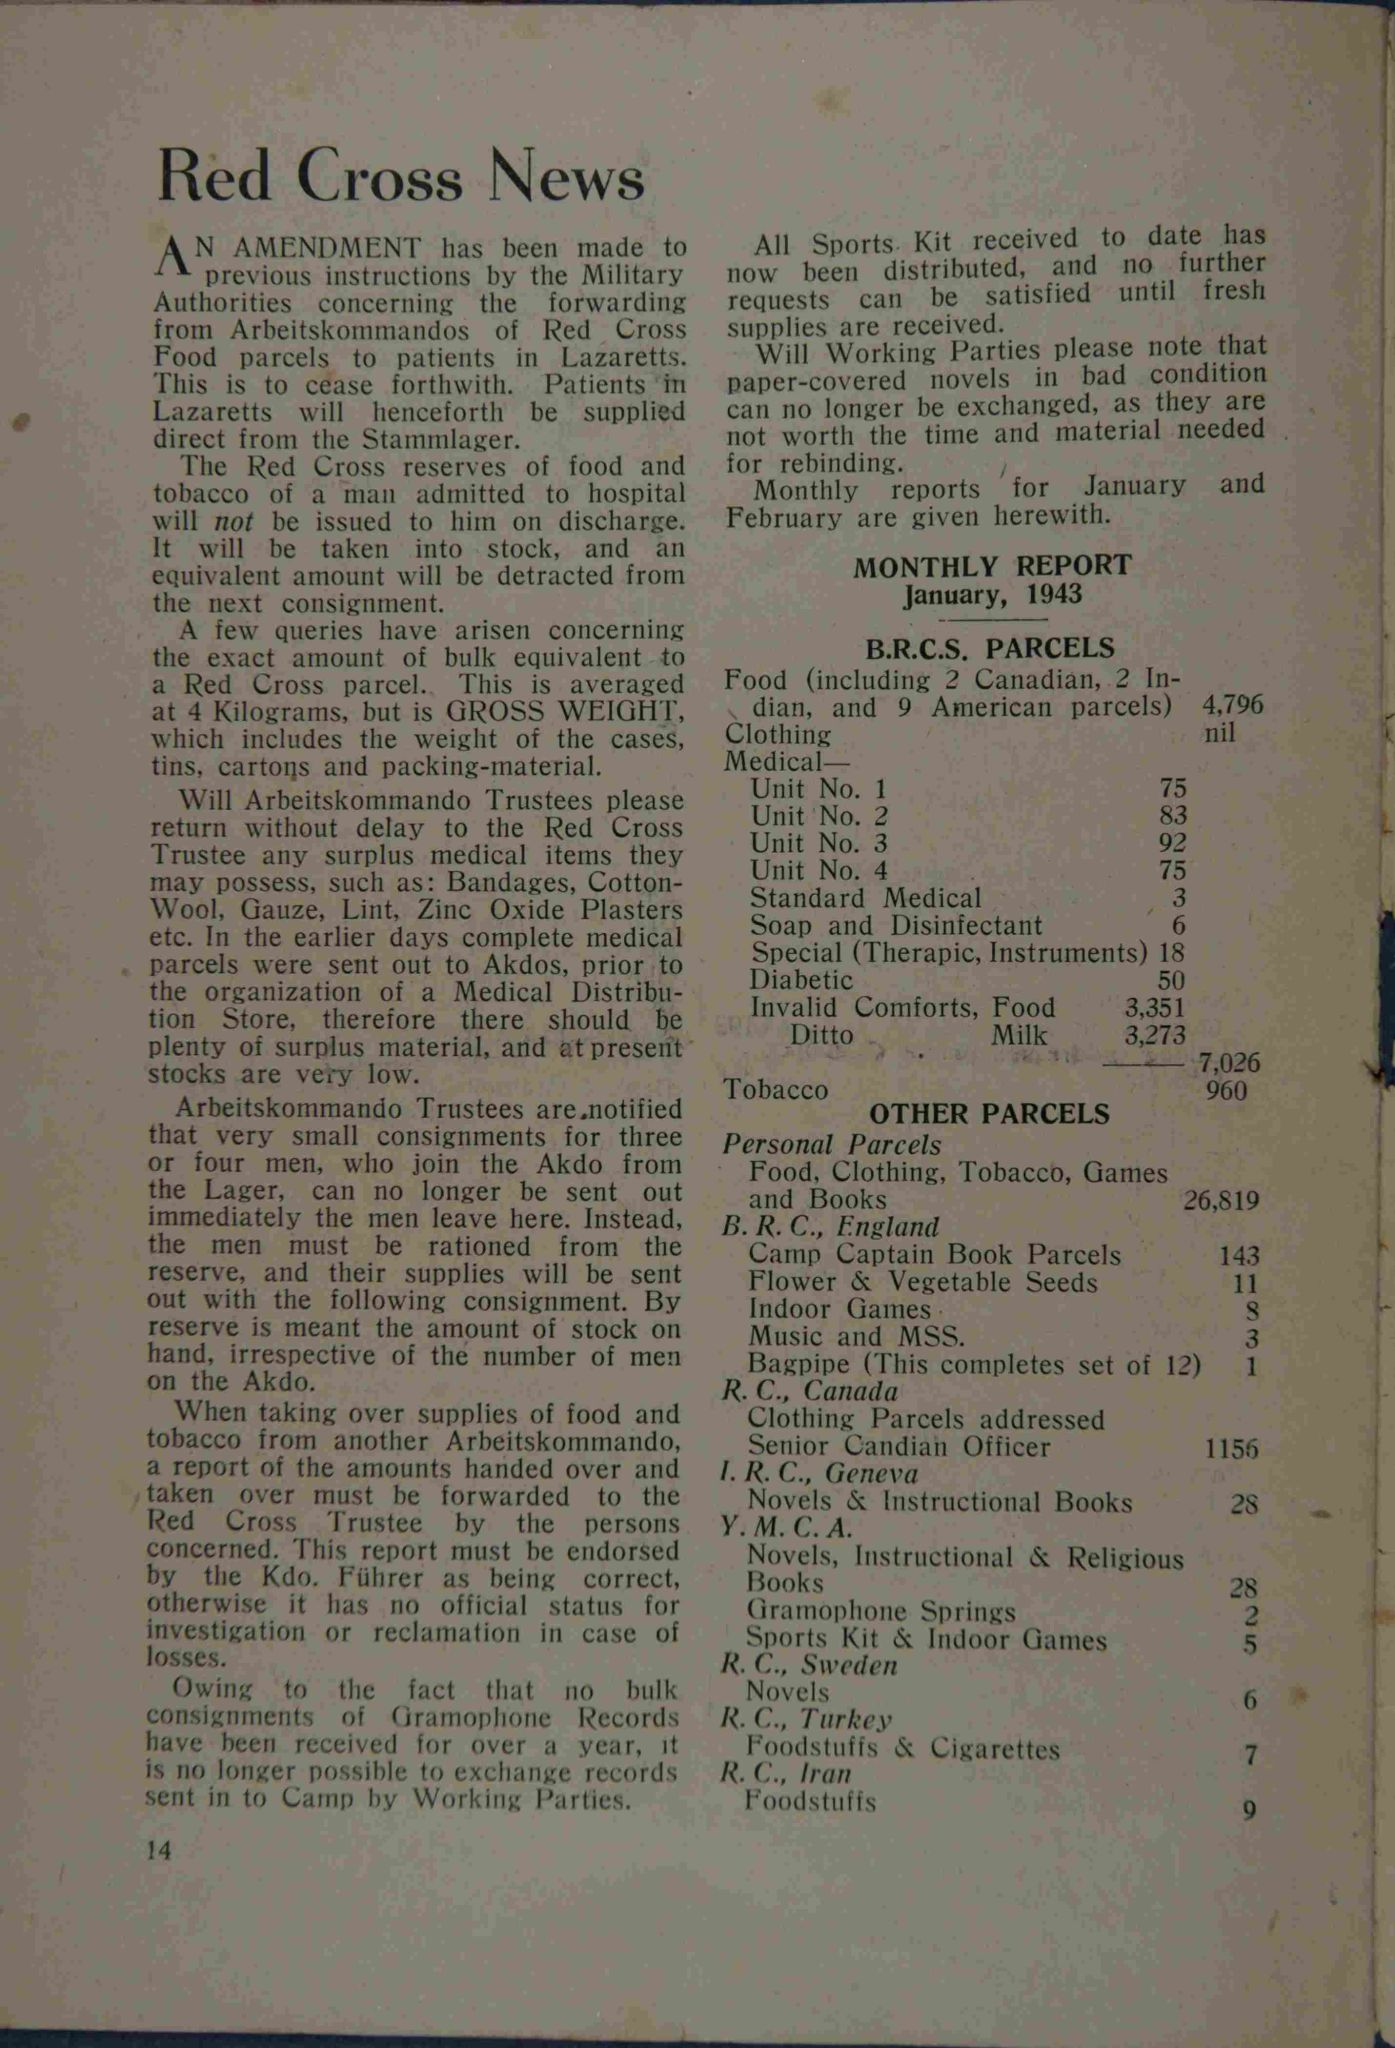 Red Cross News
AN AMENDMENT has been made to
previous instructions by the Military
Authorities concerning the forwarding
from Arbeitskommandos of Red Cross
Food parcels to patients in Lazaretts.
This is to cease forthwith. Patients in
Lazaretts will henceforth be supplied
direct from the Stammlager.
The Red Cross reserves of food and
tobacco of a man admitted to hospital
will not be issued to him on discharge.
It will be taken into stock, and an
equivalent amount will be detracted from
the next consignment.
A few queries have arisen concerning
the exact amount of bulk equivalent to
a Red Cross parcel. This is averaged
at 4 Kilograms, but is GROSS WEIGHT,
which includes the weight of the cases,
tins, cartons and packing-material.
Will Arbeitskommando Trustees please
return without delay to the Red Cross
Trustee any surplus medical items they
may possess, such as: Bandages, Cotton-
Wool, Gauze, Lint, Zinc Oxide Plasters
etc. In the earlier days complete medical
parcels were sent out to Akdos, prior to
the organization of a Medical Distribu-
tion Store, therefore there should be
plenty of surplus material, and at present
stocks are very low.
Arbeitskommando Trustees are notified
that very small consignments for three
or four men, who join the Akdo from
the Lager, can no longer be sent out
immediately the men leave here. Instead,
the men must be rationed from the
reserve, and their supplies will be sent
out with the following consignment. By
reserve is meant the amount of stock on
hand, irrespective of the number of men
on the Akdo.
When taking over supplies of food and
tobacco from another Arbeitskommando,
a report of the amounts handed over and
taken over must be forwarded to the
Red Cross Trustee by the persons
concerned. This report must be endorsed
by the Kdo. Führer as being correct,
otherwise it has no official status for
investigation or reclamation in case of
losses.
Owing to the fact that no bulk
consignments of Gramophone Records
have been received for over a year, it
is no longer possible to exchange records
sent in to Camp by Working Parties.
14
All Sports Kit received to date has
now been distributed, and no further
requests can be satisfied until fresh
supplies are received.
Will Working Parties please note that
paper-covered novels in bad condition
can no longer be exchanged, as they are
not worth the time and material needed
for rebinding.
Monthly reports for January and
February are given herewith.
MONTHLY REPORT
January, 1943
B.R.C.S. PARCELS
Food (including 2 Canadian, 2 In-
dian, and 9 American parcels) 4,796
Clothing nil
Medical—
Unit No. 1 75
Unit No. 2 83
Unit No. 3 92
Unit No. 4 75
Standard Medical 3
Soap and Disinfectant 6
Special (Therapic, Instruments) 18
Diabetic 50
Invalid Comforts, Food 3,351
Ditto Milk 3,273
7,026
Tobacco 960
OTHER PARCELS
Personal Parcels
Food, Clothing, Tobacco, Games
and Books 26,819
B. R. C., England
Camp Captain Book Parcels 143
Flower & Vegetable Seeds 11
Indoor Games 8
Music and MSS. 3
Bagpipe (This completes set of 12) 1
R. C., Canada
Clothing Parcels addressed
Senior Candian Officer 1156
I. R. C., Geneva
Novels & Instructional Books 28
Y. M. C. A.
Novels, Instructional & Religious
Books 28
Gramophone Springs 2
Sports Kit & Indoor Games 5
R. C., Sweden
Novels 6
R. C., Turkey
Foodstuffs & Cigarettes 7
R. C., Iran
Foodstuffs 9